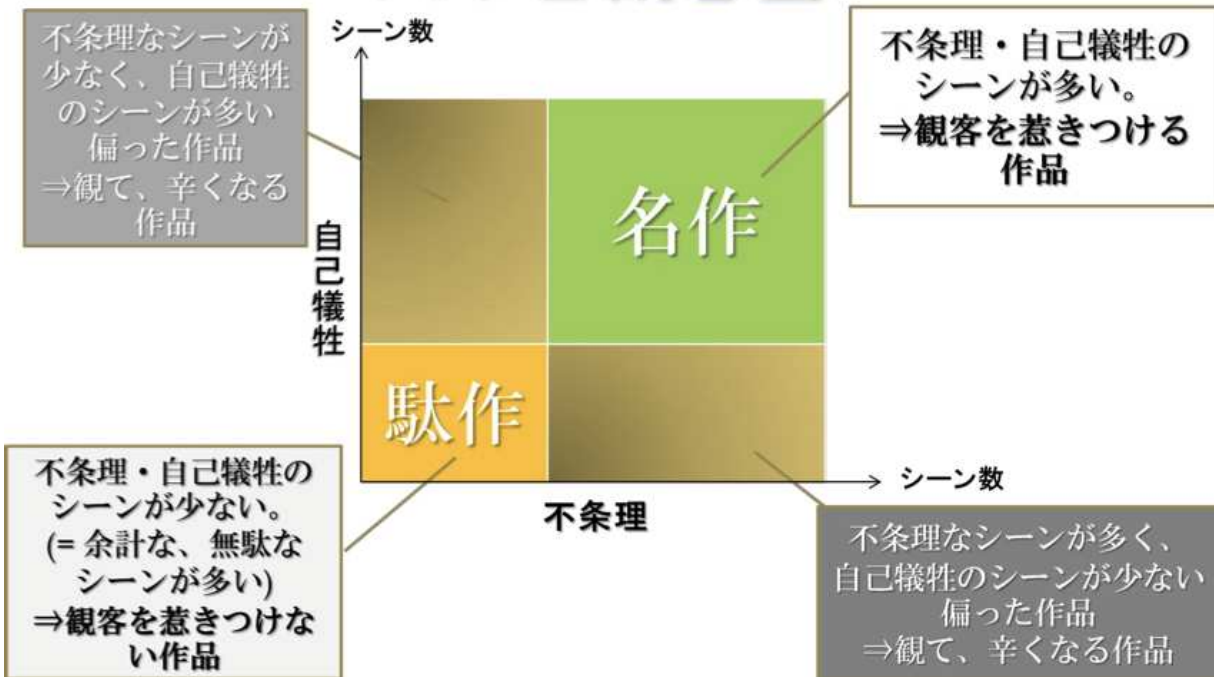 不条理なシーンが
少なく、自己犠牲
のシーンが多い
偏った作品
⇒観て、辛くなる
作品
シーン数
不条理・自己犠牲の
シーンが多い。
⇒観客を惹きつける
作品
自己犠牲
名作
駄作
シーン数
不条理
不条理・自己犠牲の
シーンが少ない。
(= 余計な、無駄な
シーンが多い)
⇒観客を惹きつけな
い作品
不条理なシーンが多く、
自己犠牲のシーンが少ない
偏った作品
⇒観て、辛くなる作品